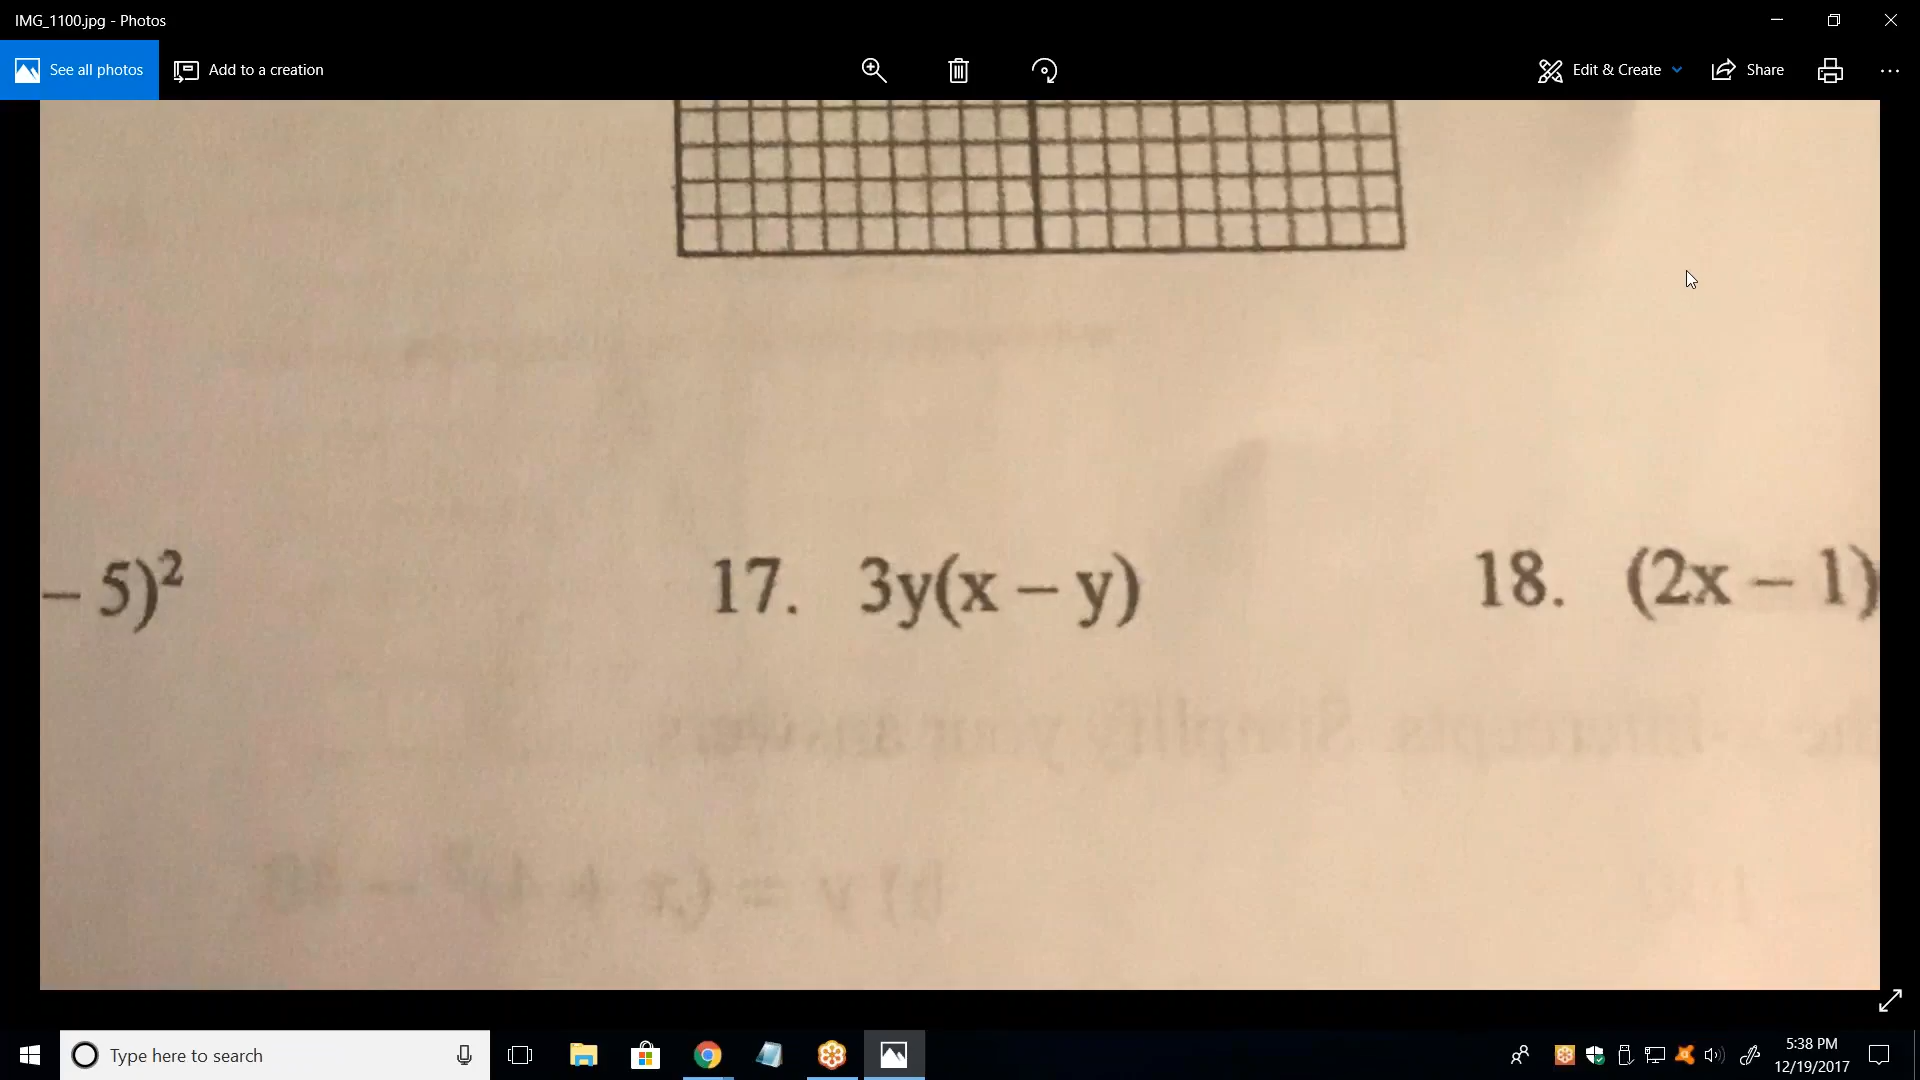 IMG_1100.jpg - Photos
See all photos
Add to a creation
Edit & Create
Share
– 5)²
17. 3y(x – y)
18. (2x – 1)
Type here to search
5:38 PM
12/19/2017